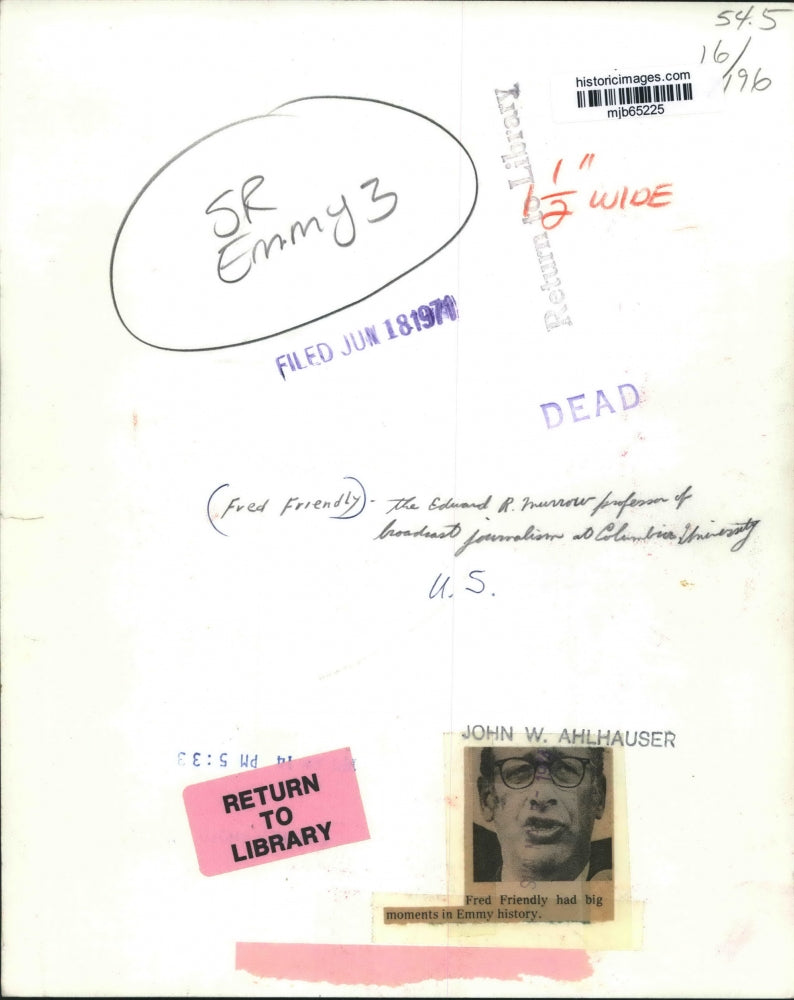 54.5
16/196
historicimages.com
mjb65225
Return to Library
1 1/2" WIDE
SR
Emmy 3
FILED JUN 18 1971
DEAD
(Fred Friendly) - the Edward R. Murrow professor of
broadcast journalism at Columbia University
U. S.
JOHN W. AHLHAUSER
14 PM 5:33
RETURN
TO
LIBRARY
Fred Friendly had big
moments in Emmy history.